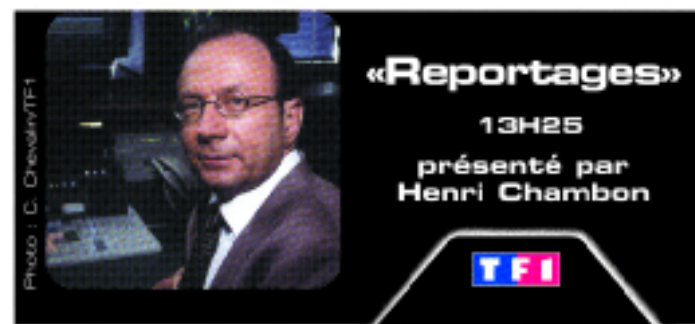 Photo : C. Chevalin/TF1
«Reportages»
13H25
présenté par
Henri Chambon
TF1